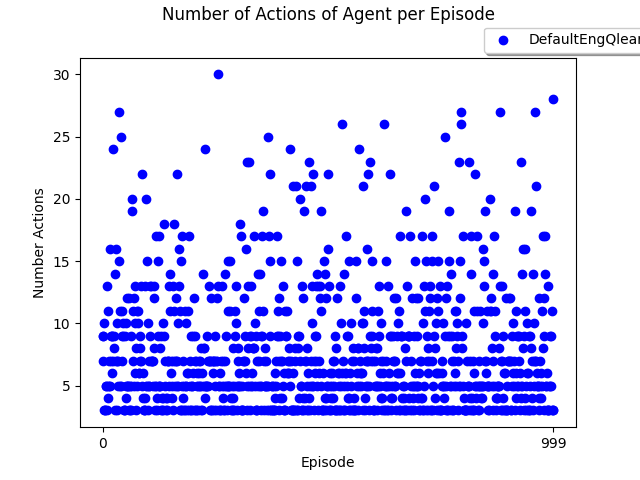 Number of Actions of Agent per Episode
DefaultEngQlear
30
25
20
15
10
5
Number Actions
0
999
Episode